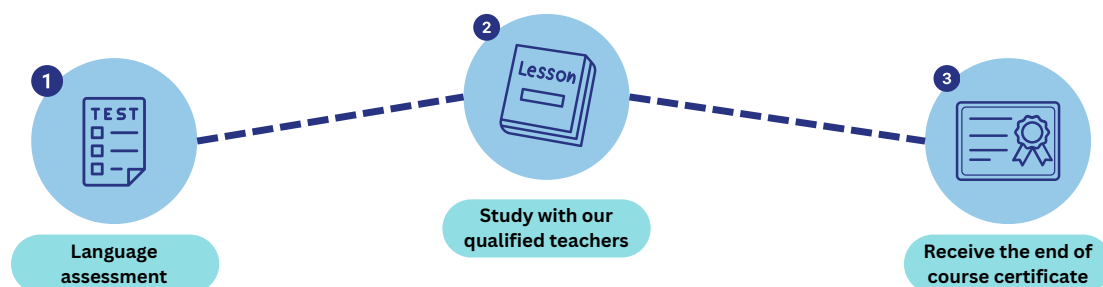 1
TEST
Language
assessment
2
Lesson
Study with our
qualified teachers
3
Receive the end of
course certificate